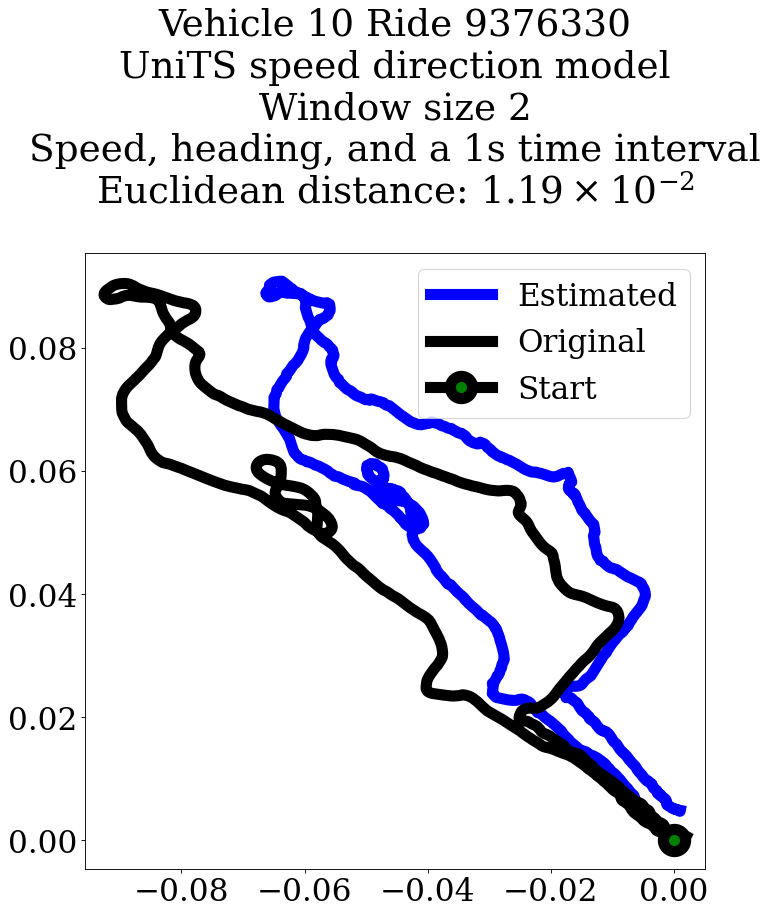 Vehicle 10 Ride 9376330
UniTS speed direction model
Window size 2
Speed, heading, and a 1s time interval
Euclidean distance: 1.19 × 10⁻²
Estimated
Original
Start
0.08
0.06
0.04
0.02
0.00
−0.08 −0.06 −0.04 −0.02 0.00